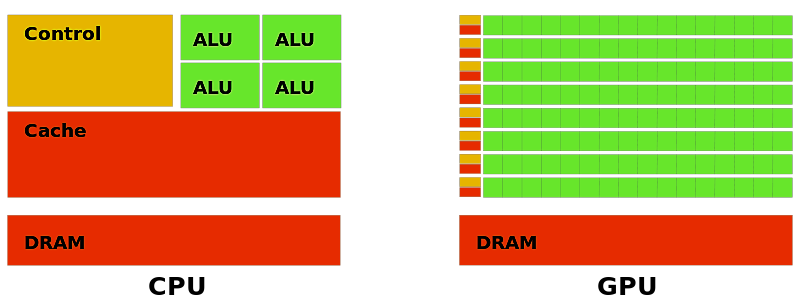 Control
ALU ALU
ALU ALU
Cache
DRAM
CPU
DRAM
GPU